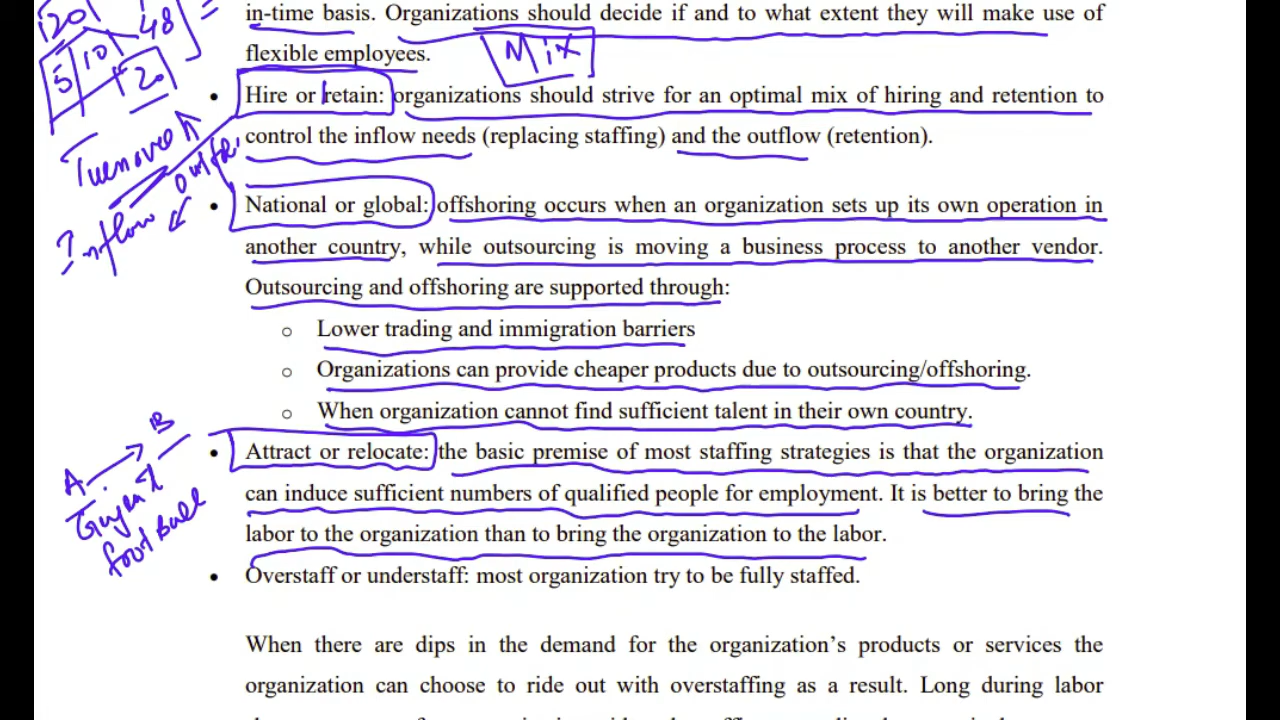 in-time basis. Organizations should decide if and to what extent they will make use of
flexible employees.
Mix
120
48
5 10
20
• Hire or retain: organizations should strive for an optimal mix of hiring and retention to
control the inflow needs (replacing staffing) and the outflow (retention).
Turnover
Inflow
• National or global: offshoring occurs when an organization sets up its own operation in
another country, while outsourcing is moving a business process to another vendor.
Outsourcing and offshoring are supported through:
o Lower trading and immigration barriers
o Organizations can provide cheaper products due to outsourcing/offshoring.
o When organization cannot find sufficient talent in their own country.
A B
foot Ball
• Attract or relocate: the basic premise of most staffing strategies is that the organization
can induce sufficient numbers of qualified people for employment. It is better to bring the
labor to the organization than to bring the organization to the labor.
• Overstaff or understaff: most organization try to be fully staffed.
When there are dips in the demand for the organization's products or services the
organization can choose to ride out with overstaffing as a result. Long during labor